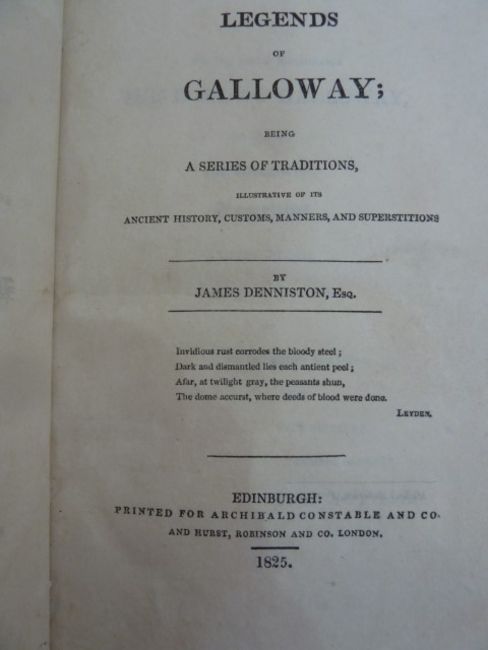 LEGENDS
OF
GALLOWAY;
BEING
A SERIES OF TRADITIONS,
ILLUSTRATIVE OF ITS
ANCIENT HISTORY, CUSTOMS, MANNERS, AND SUPERSTITIONS
BY
JAMES DENNISTON, Esq.
Invidious rust corrodes the bloody steel;
Dark and dismantled lies each antient peel;
Afar, at twilight gray, the peasants shun,
The dome accurst, where deeds of blood were done.
Leyden.
EDINBURGH:
PRINTED FOR ARCHIBALD CONSTABLE AND CO.
AND HURST, ROBINSON AND CO. LONDON.
1825.